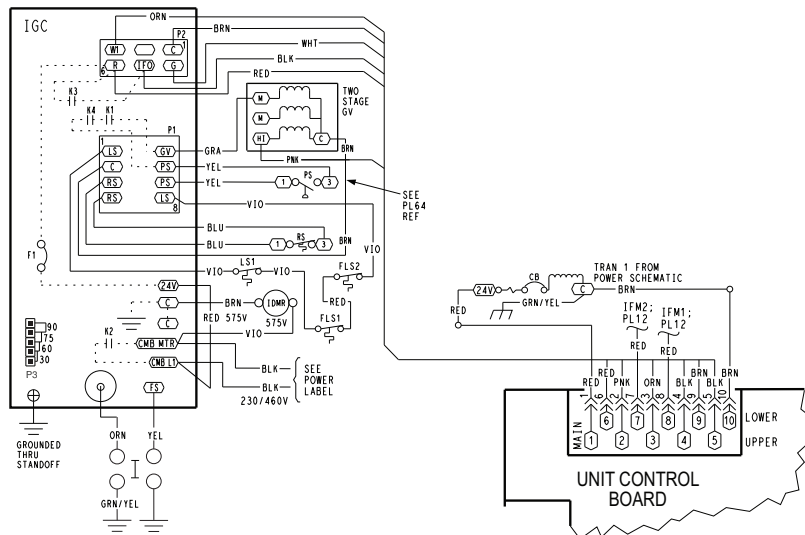 IGC
ORN
BRN
P2
W1
C
1
WHT
R
IFO
G
6
BLK
RED
K3
K4
K1
TWO
STAGE
GV
M
M
HI
C
BRN
PNK
P1
1
LS
GV
GRA
C
PS
YEL
RS
PS
YEL
1
PS
3
RS
LS
8
VIO
SEE
PL64
REF
BLU
BLU
1
RS
3
BRN
VIO
F1
VIO
LS1
VIO
FLS2
24V
RED
C
BRN
IDMR
RED 575V
575V
FLS1
C
VIO
K2
CMB MTR
BLK
SEE
POWER
LABEL
CMB L1
BLK
230/460V
90
75
60
30
P3
FS
GROUNDED
THRU
STANDOFF
ORN
YEL
GRN/YEL
TRAN 1 FROM
POWER SCHEMATIC
24V
CB
C
BRN
GRN/YEL
RED
IFM2;
PL12
IFM1;
PL12
RED
RED
BRN
RED
RED
PNK
ORN
BLK
BRN
BLK
1
6
2
7
3
8
4
9
5
10
MAIN
6
7
8
9
10
LOWER
1
2
3
4
5
UPPER
UNIT CONTROL
BOARD